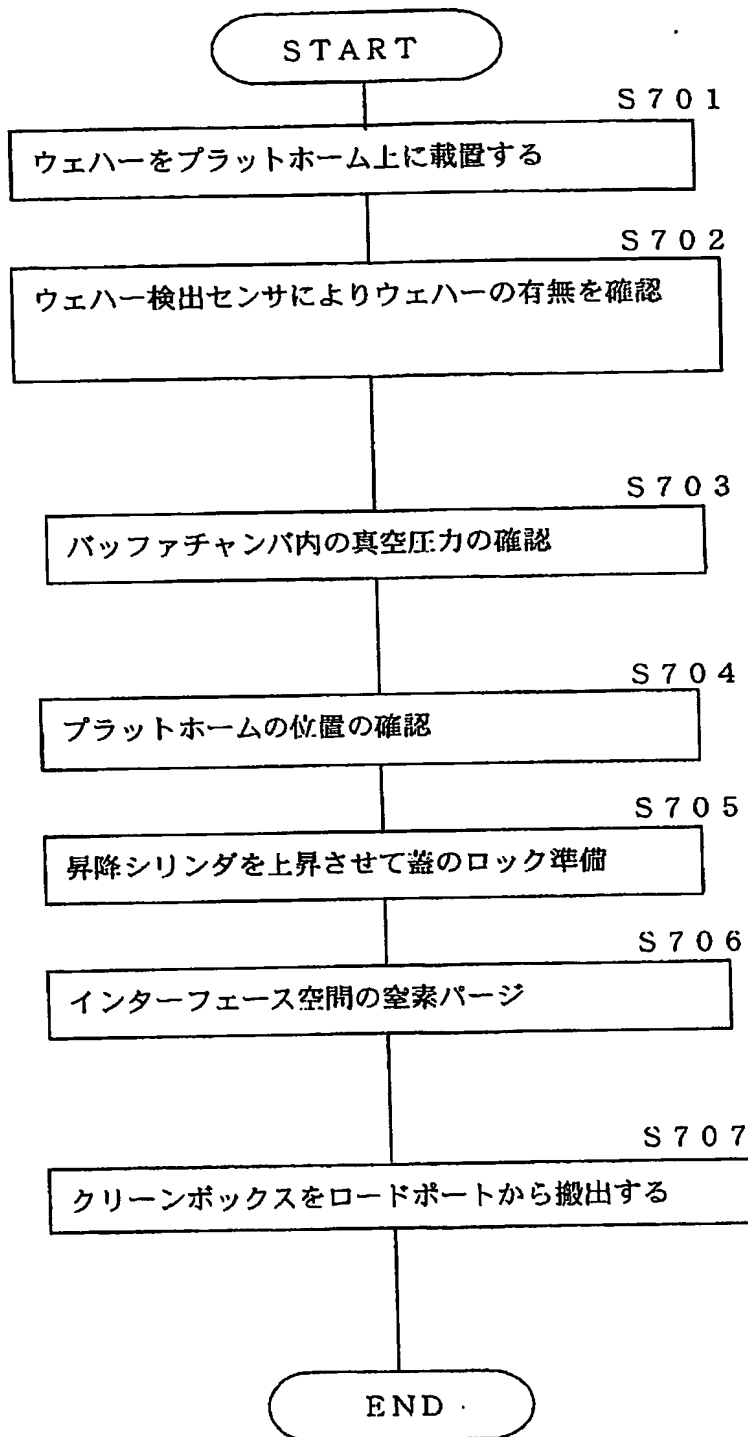 START
S701
ウェハーをプラットホーム上に載置する
S702
ウェハー検出センサによりウェハーの有無を確認
S703
バッファチャンバ内の真空圧力の確認
S704
プラットホームの位置の確認
S705
昇降シリンダを上昇させて蓋のロック準備
S706
インターフェース空間の窒素パージ
S707
クリーンボックスをロードポートから搬出する
END